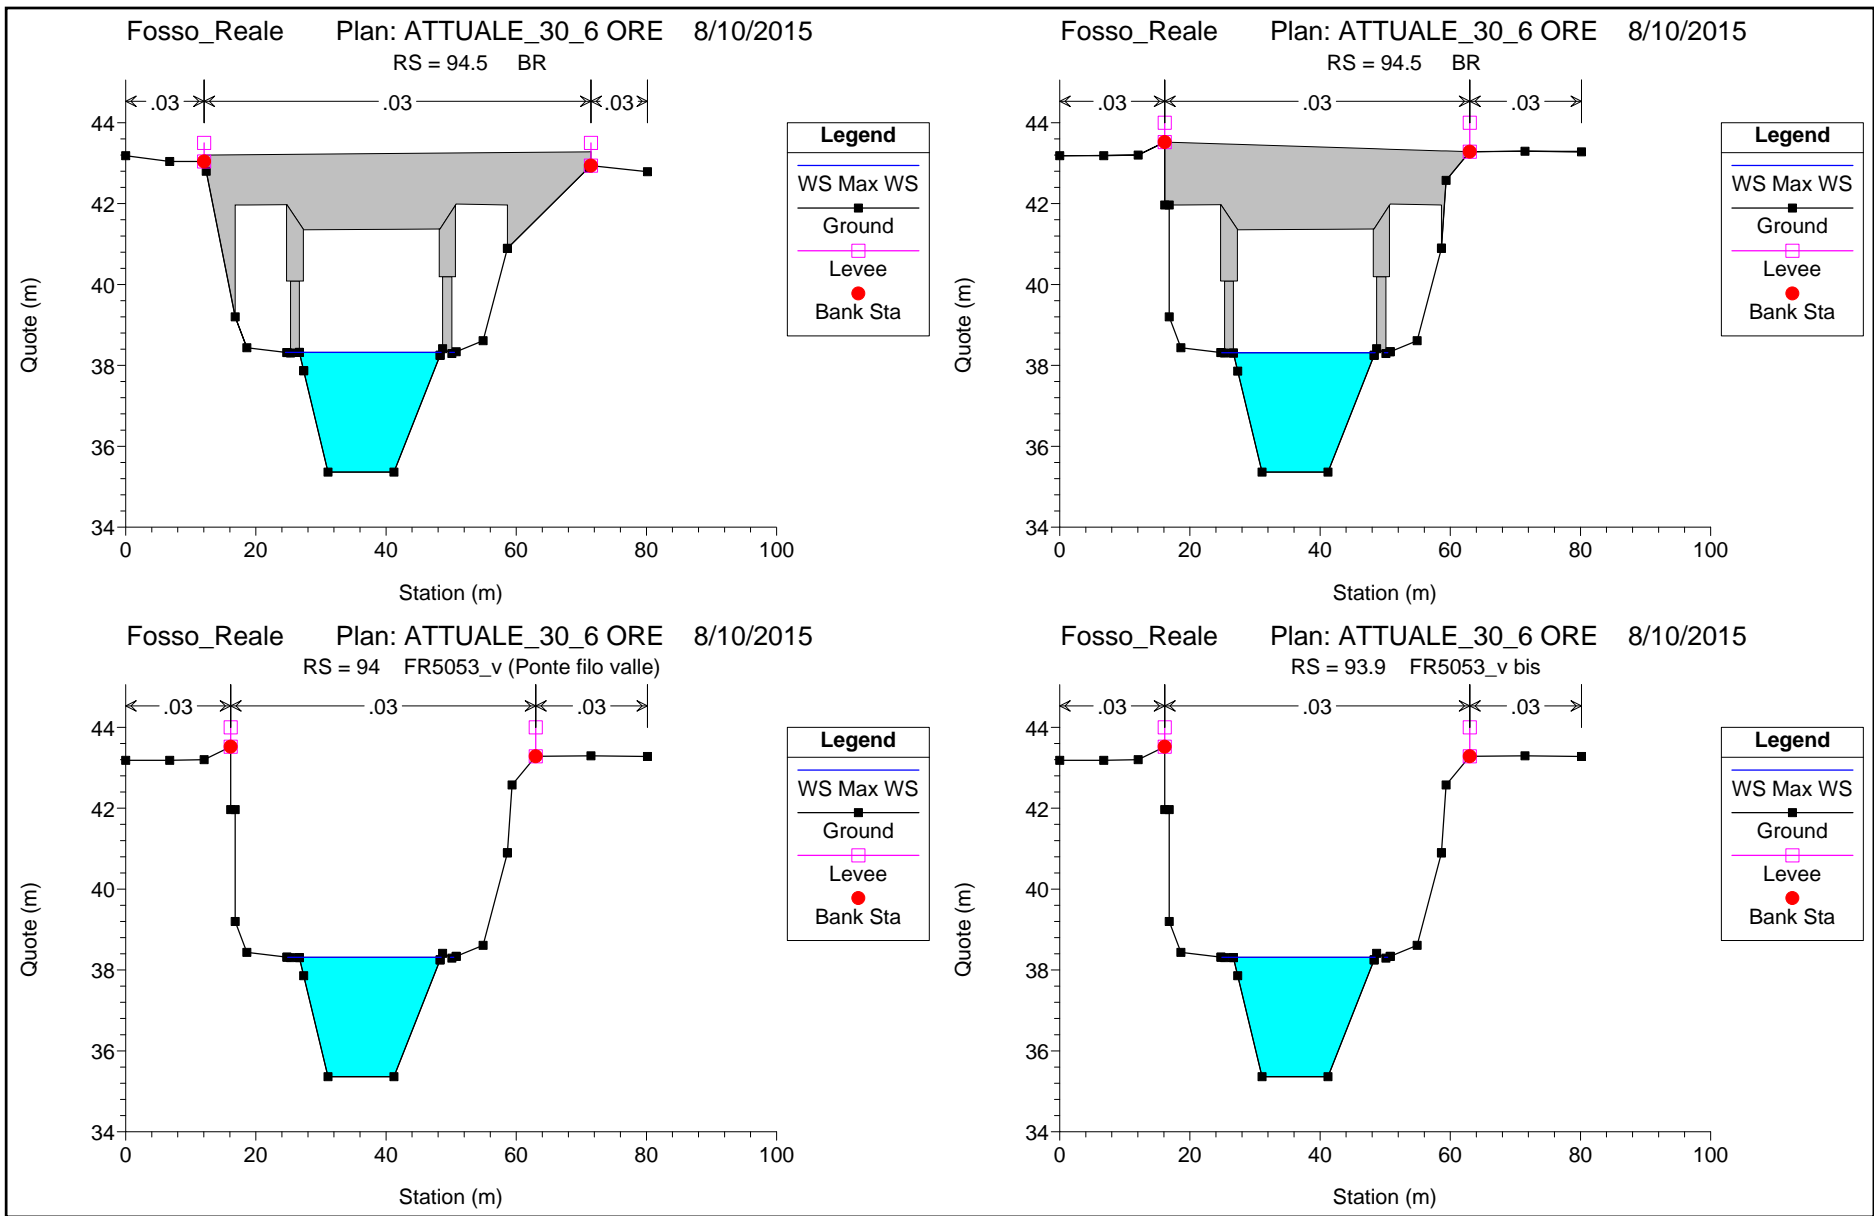 Fosso_Reale Plan: ATTUALE_30_6 ORE 8/10/2015
RS = 94.5 BR
.03 .03 .03
44
42
40
38
36
34
0 20 40 60 80 100
Station (m)
Quote (m)
Legend
WS Max WS
Ground
Levee
Bank Sta
Fosso_Reale Plan: ATTUALE_30_6 ORE 8/10/2015
RS = 94.5 BR
.03 .03 .03
44
42
40
38
36
34
0 20 40 60 80 100
Station (m)
Quote (m)
Legend
WS Max WS
Ground
Levee
Bank Sta
Fosso_Reale Plan: ATTUALE_30_6 ORE 8/10/2015
RS = 94 FR5053_v (Ponte filo valle)
.03 .03 .03
44
42
40
38
36
34
0 20 40 60 80 100
Station (m)
Quote (m)
Legend
WS Max WS
Ground
Levee
Bank Sta
Fosso_Reale Plan: ATTUALE_30_6 ORE 8/10/2015
RS = 93.9 FR5053_v bis
.03 .03 .03
44
42
40
38
36
34
0 20 40 60 80 100
Station (m)
Quote (m)
Legend
WS Max WS
Ground
Levee
Bank Sta